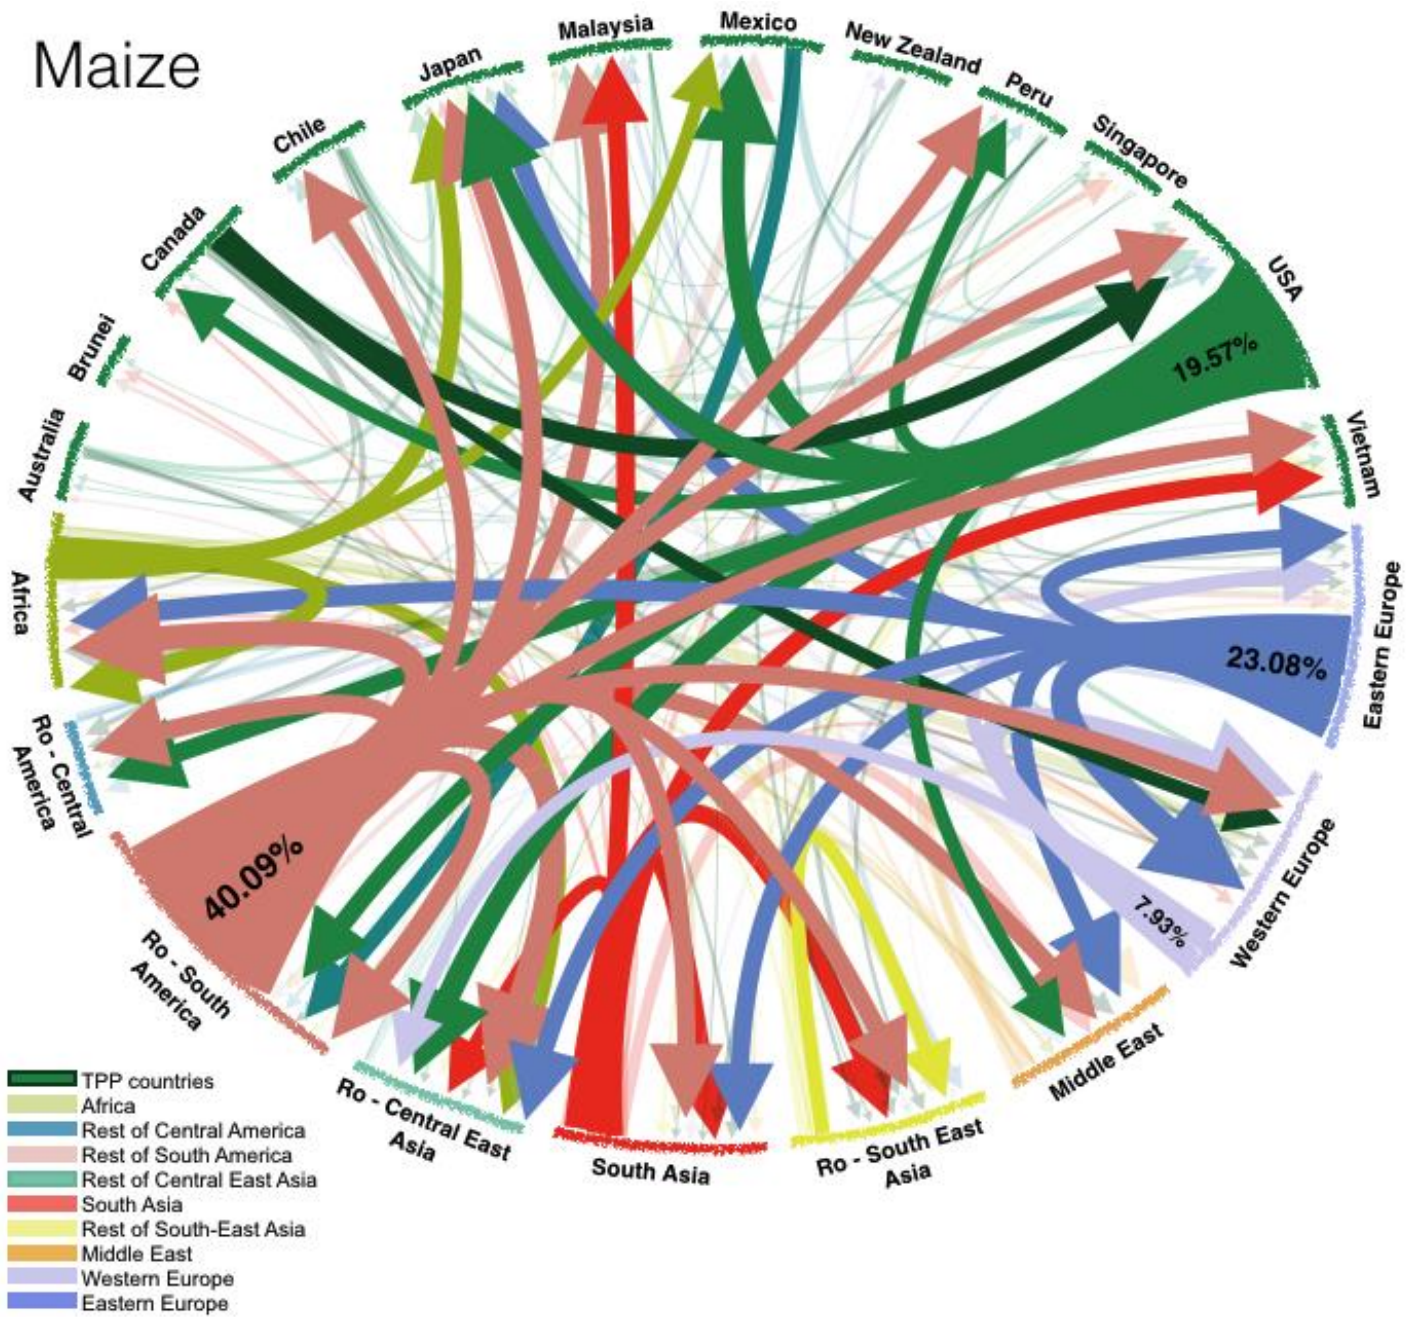 Maize
Malaysia
Mexico
New Zealand
Japan
Peru
Chile
Singapore
Canada
USA
19.57%
Brunei
Australia
Vietnam
Africa
Eastern Europe
23.08%
Ro - Central
America
40.09%
Western Europe
7.93%
Ro - South
America
Middle East
Ro - Central East
Asia
South Asia
Ro - South East
Asia
TPP countries
Africa
Rest of Central America
Rest of South America
Rest of Central East Asia
South Asia
Rest of South-East Asia
Middle East
Western Europe
Eastern Europe